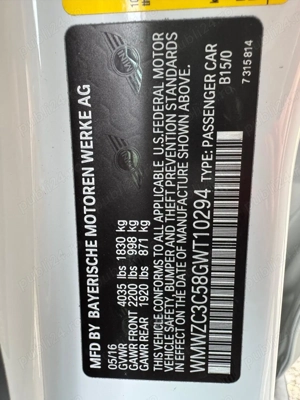 MFD BY BAYERISCHE MOTOREN WERKE AG
05/16
GVWR 4035 lbs 1830 kg
GAWR FRONT 2200 lbs 998 kg
GAWR REAR 1920 lbs 871 kg
THIS VEHICLE CONFORMS TO ALL APPLICABLE U.S.FEDERAL MOTOR
VEHICLE SAFETY, BUMPER AND THEFT PREVENTION STANDARDS
IN EFFECT ON THE DATE OF MANUFACTURE SHOWN ABOVE.
WMWZC3C58GWT10294 TYPE: PASSENGER CAR
B15/0
7 315 814
MINI
MINI